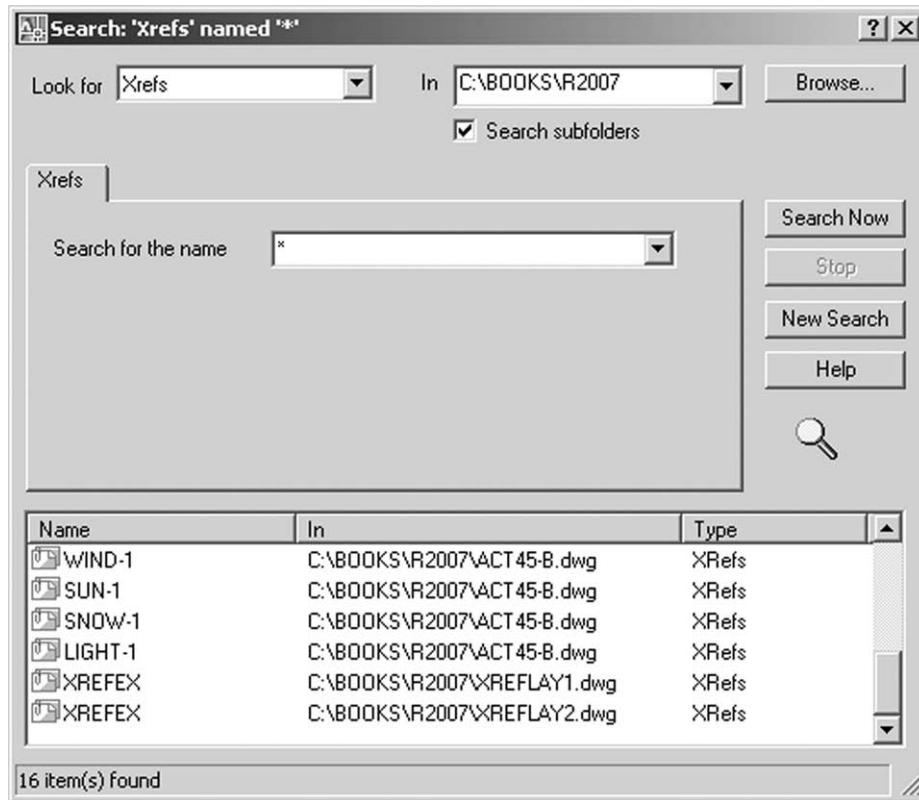 Search: 'Xrefs' named '*'
Look for Xrefs In C:\BOOKS\R2007 Browse...
Search subfolders
Xrefs
Search Now
Search for the name *
Stop
New Search
Help
Name In Type
WIND-1 C:\BOOKS\R2007\ACT45-B.dwg XRefs
SUN-1 C:\BOOKS\R2007\ACT45-B.dwg XRefs
SNOW-1 C:\BOOKS\R2007\ACT45-B.dwg XRefs
LIGHT-1 C:\BOOKS\R2007\ACT45-B.dwg XRefs
XREFEX C:\BOOKS\R2007\XREFLAY1.dwg XRefs
XREFEX C:\BOOKS\R2007\XREFLAY2.dwg XRefs
16 item(s) found